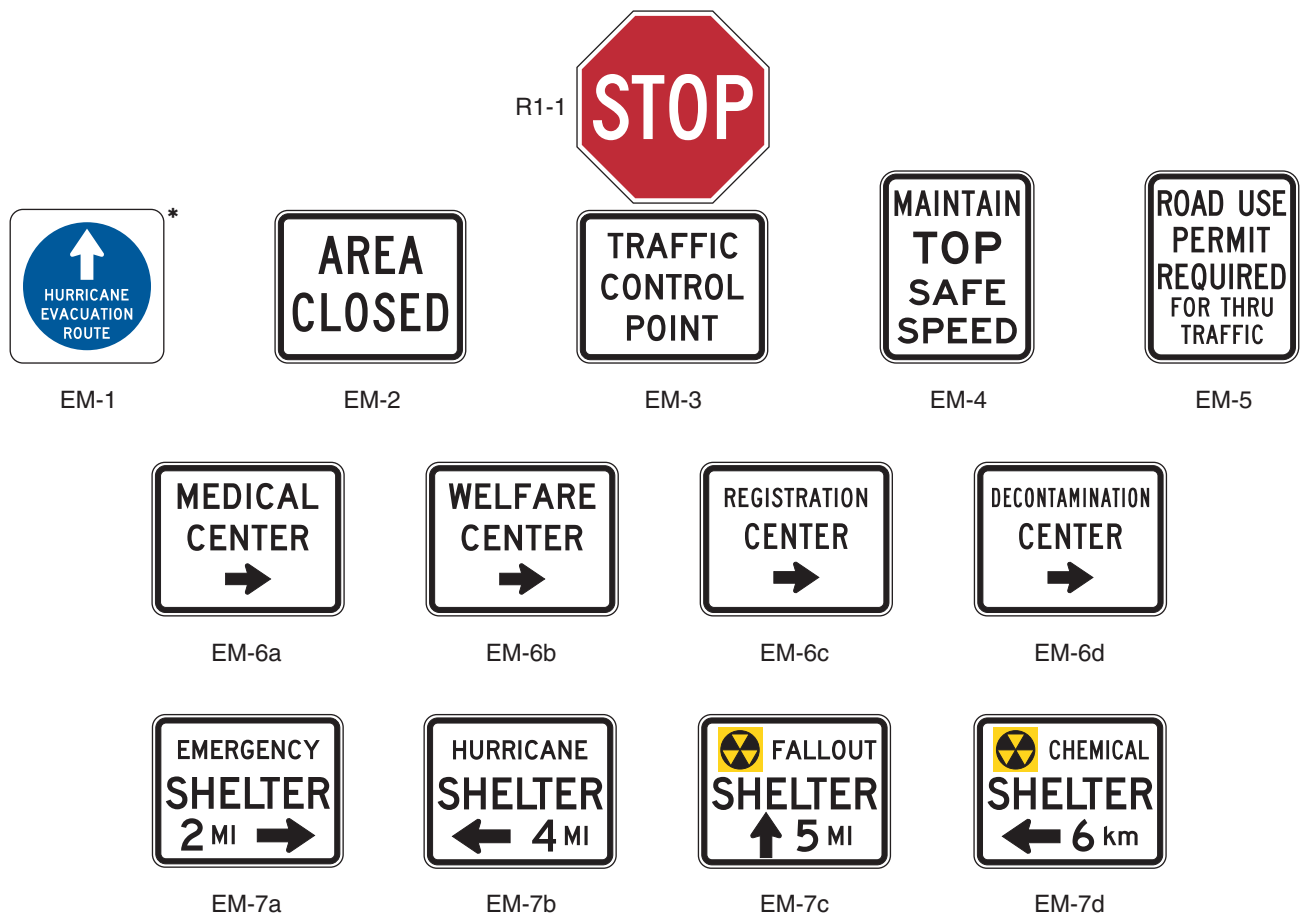 R1-1
STOP
*
HURRICANE
EVACUATION
ROUTE
EM-1
AREA
CLOSED
EM-2
TRAFFIC
CONTROL
POINT
EM-3
MAINTAIN
TOP
SAFE
SPEED
EM-4
ROAD USE
PERMIT
REQUIRED
FOR THRU
TRAFFIC
EM-5
MEDICAL
CENTER
EM-6a
WELFARE
CENTER
EM-6b
REGISTRATION
CENTER
EM-6c
DECONTAMINATION
CENTER
EM-6d
EMERGENCY
SHELTER
2 MI
EM-7a
HURRICANE
SHELTER
4 MI
EM-7b
FALLOUT
SHELTER
5 MI
EM-7c
CHEMICAL
SHELTER
6 km
EM-7d